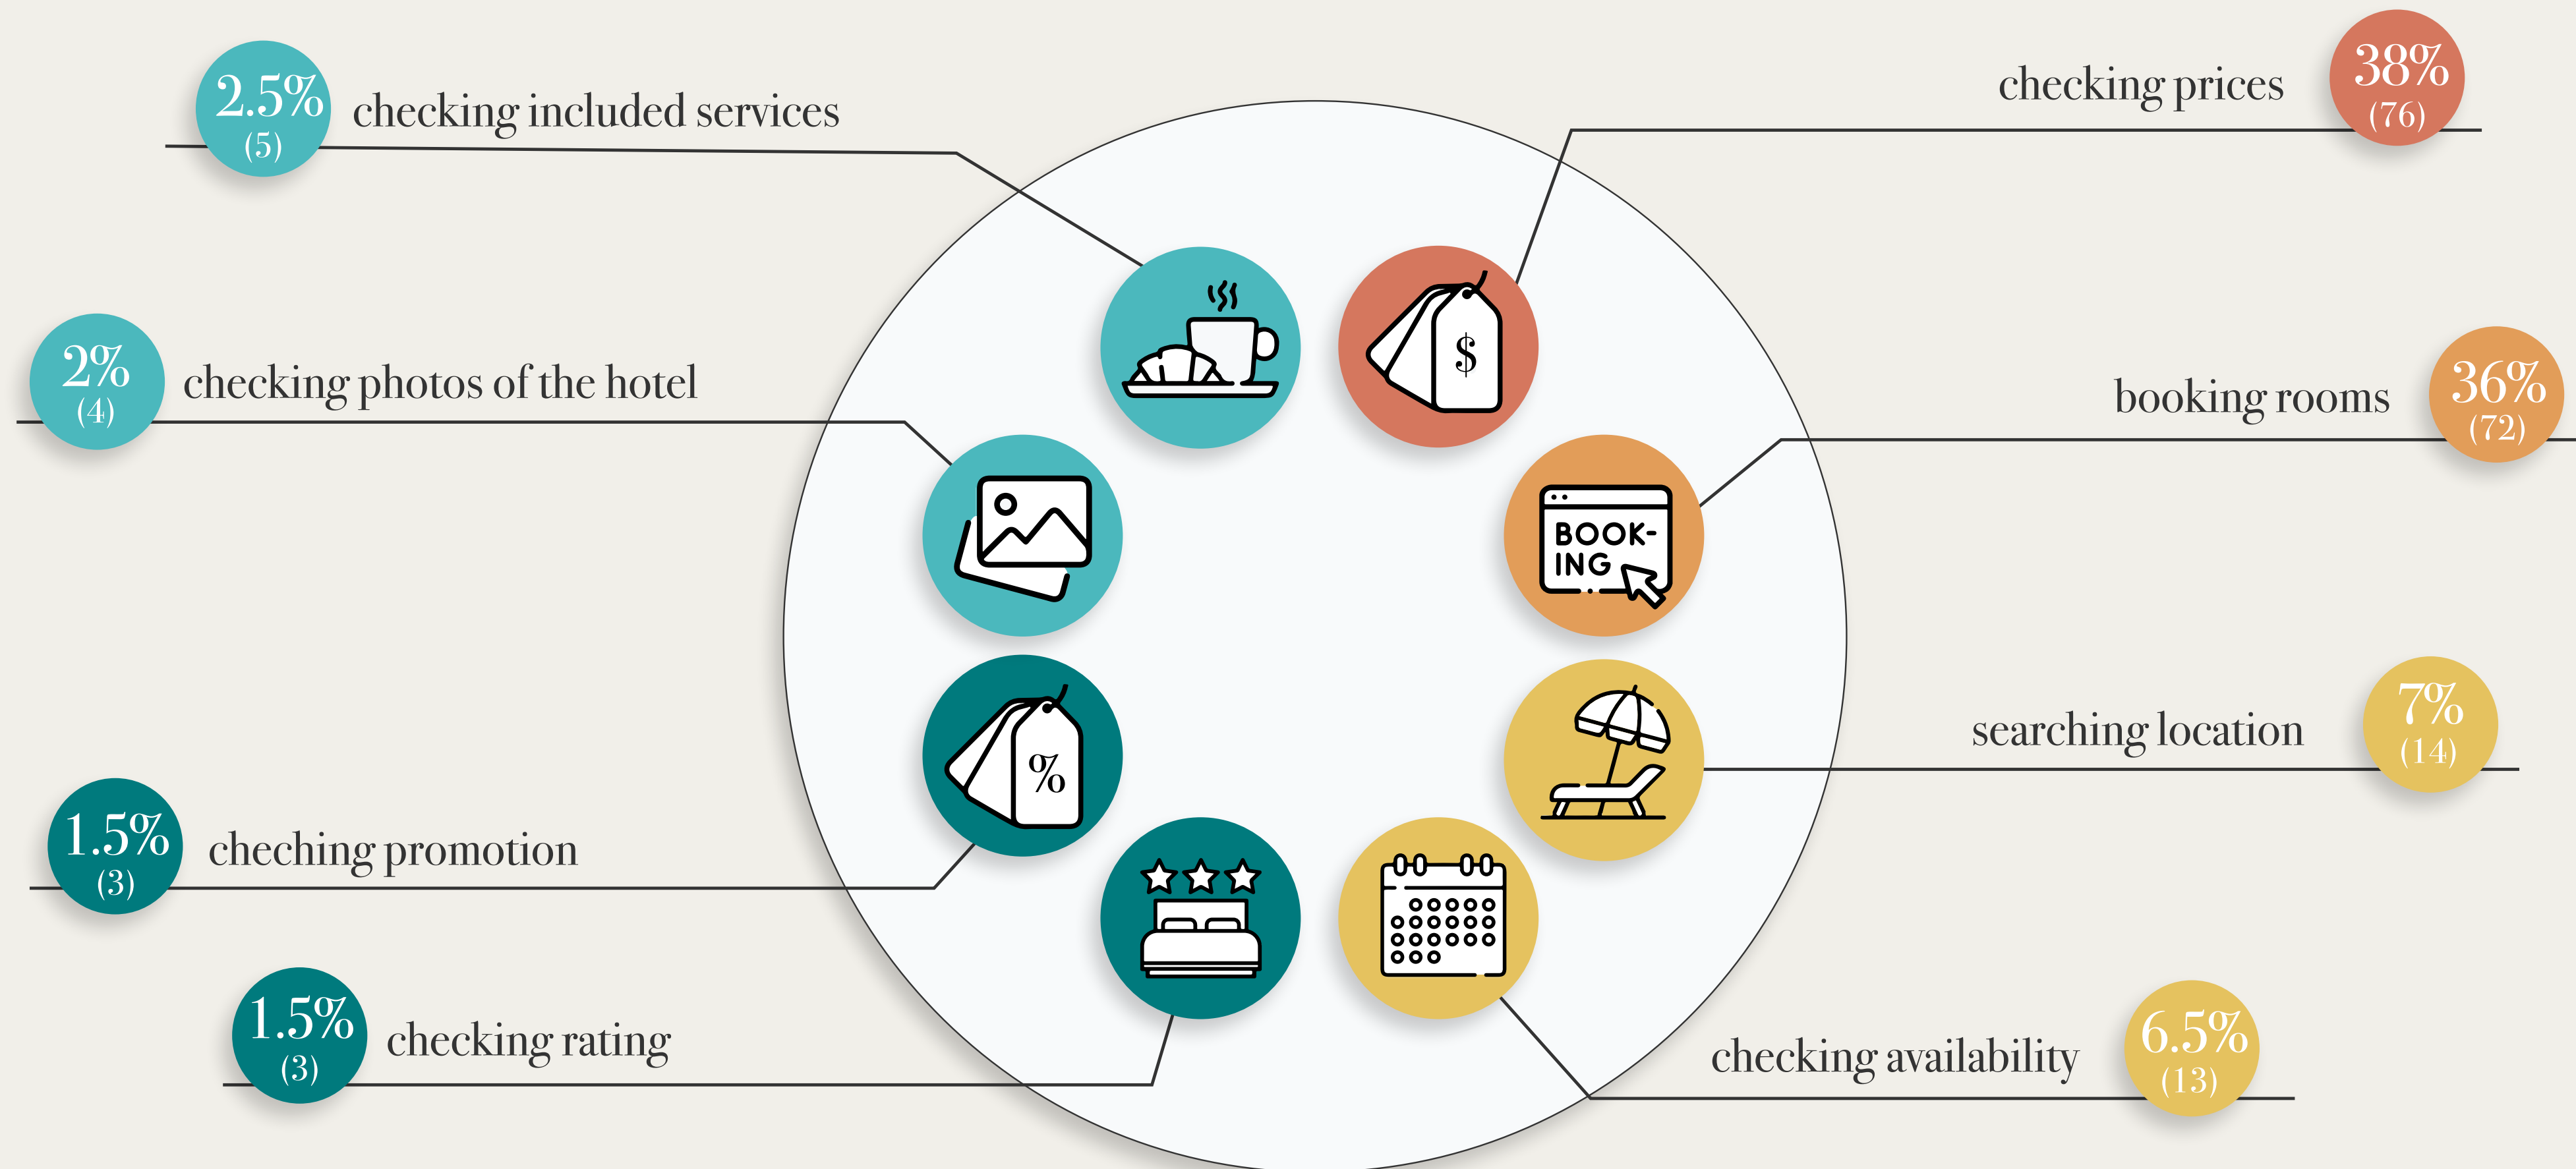 2.5%
(5)
checking included services
checking prices
38%
(76)
2%
(4)
checking photos of the hotel
booking rooms
36%
(72)
$
BOOK-
ING
%
searching location
7%
(14)
1.5%
(3)
cheching promotion
1.5%
(3)
checking rating
checking availability
6.5%
(13)